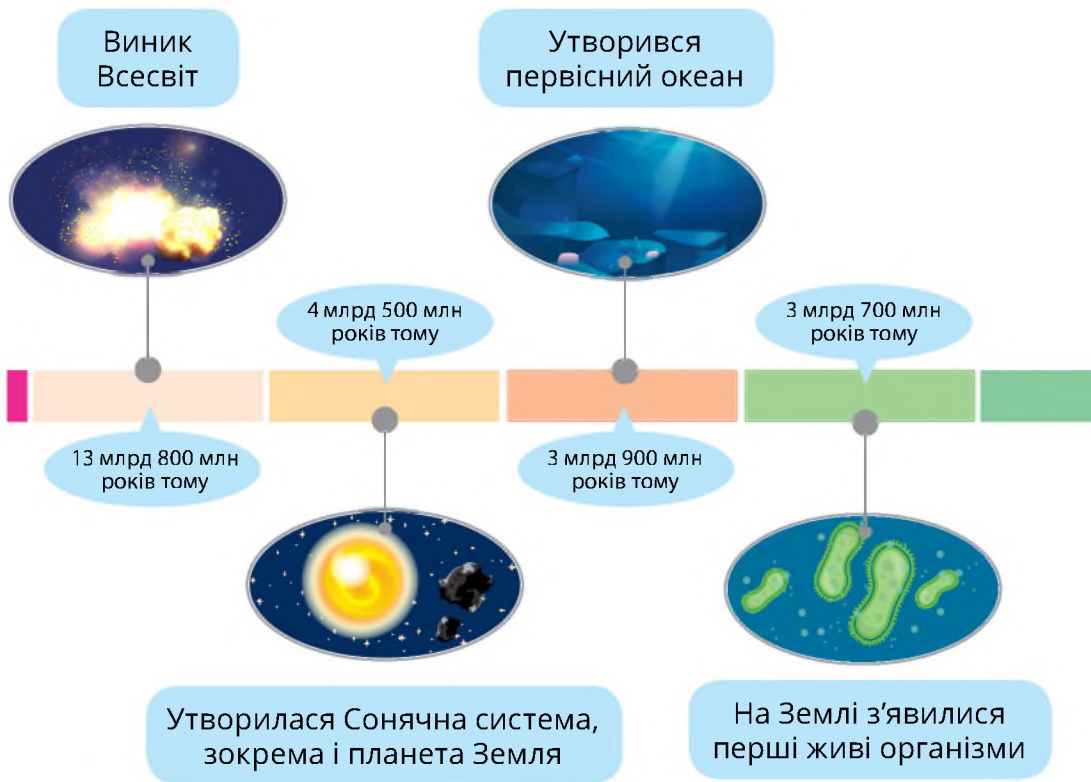 Виник
Всесвіт
Утворився
первісний океан
4 млрд 500 млн
років тому
3 млрд 700 млн
років тому
13 млрд 800 млн
років тому
3 млрд 900 млн
років тому
Утворилася Сонячна система,
зокрема і планета Земля
На Землі з’явилися
перші живі організми